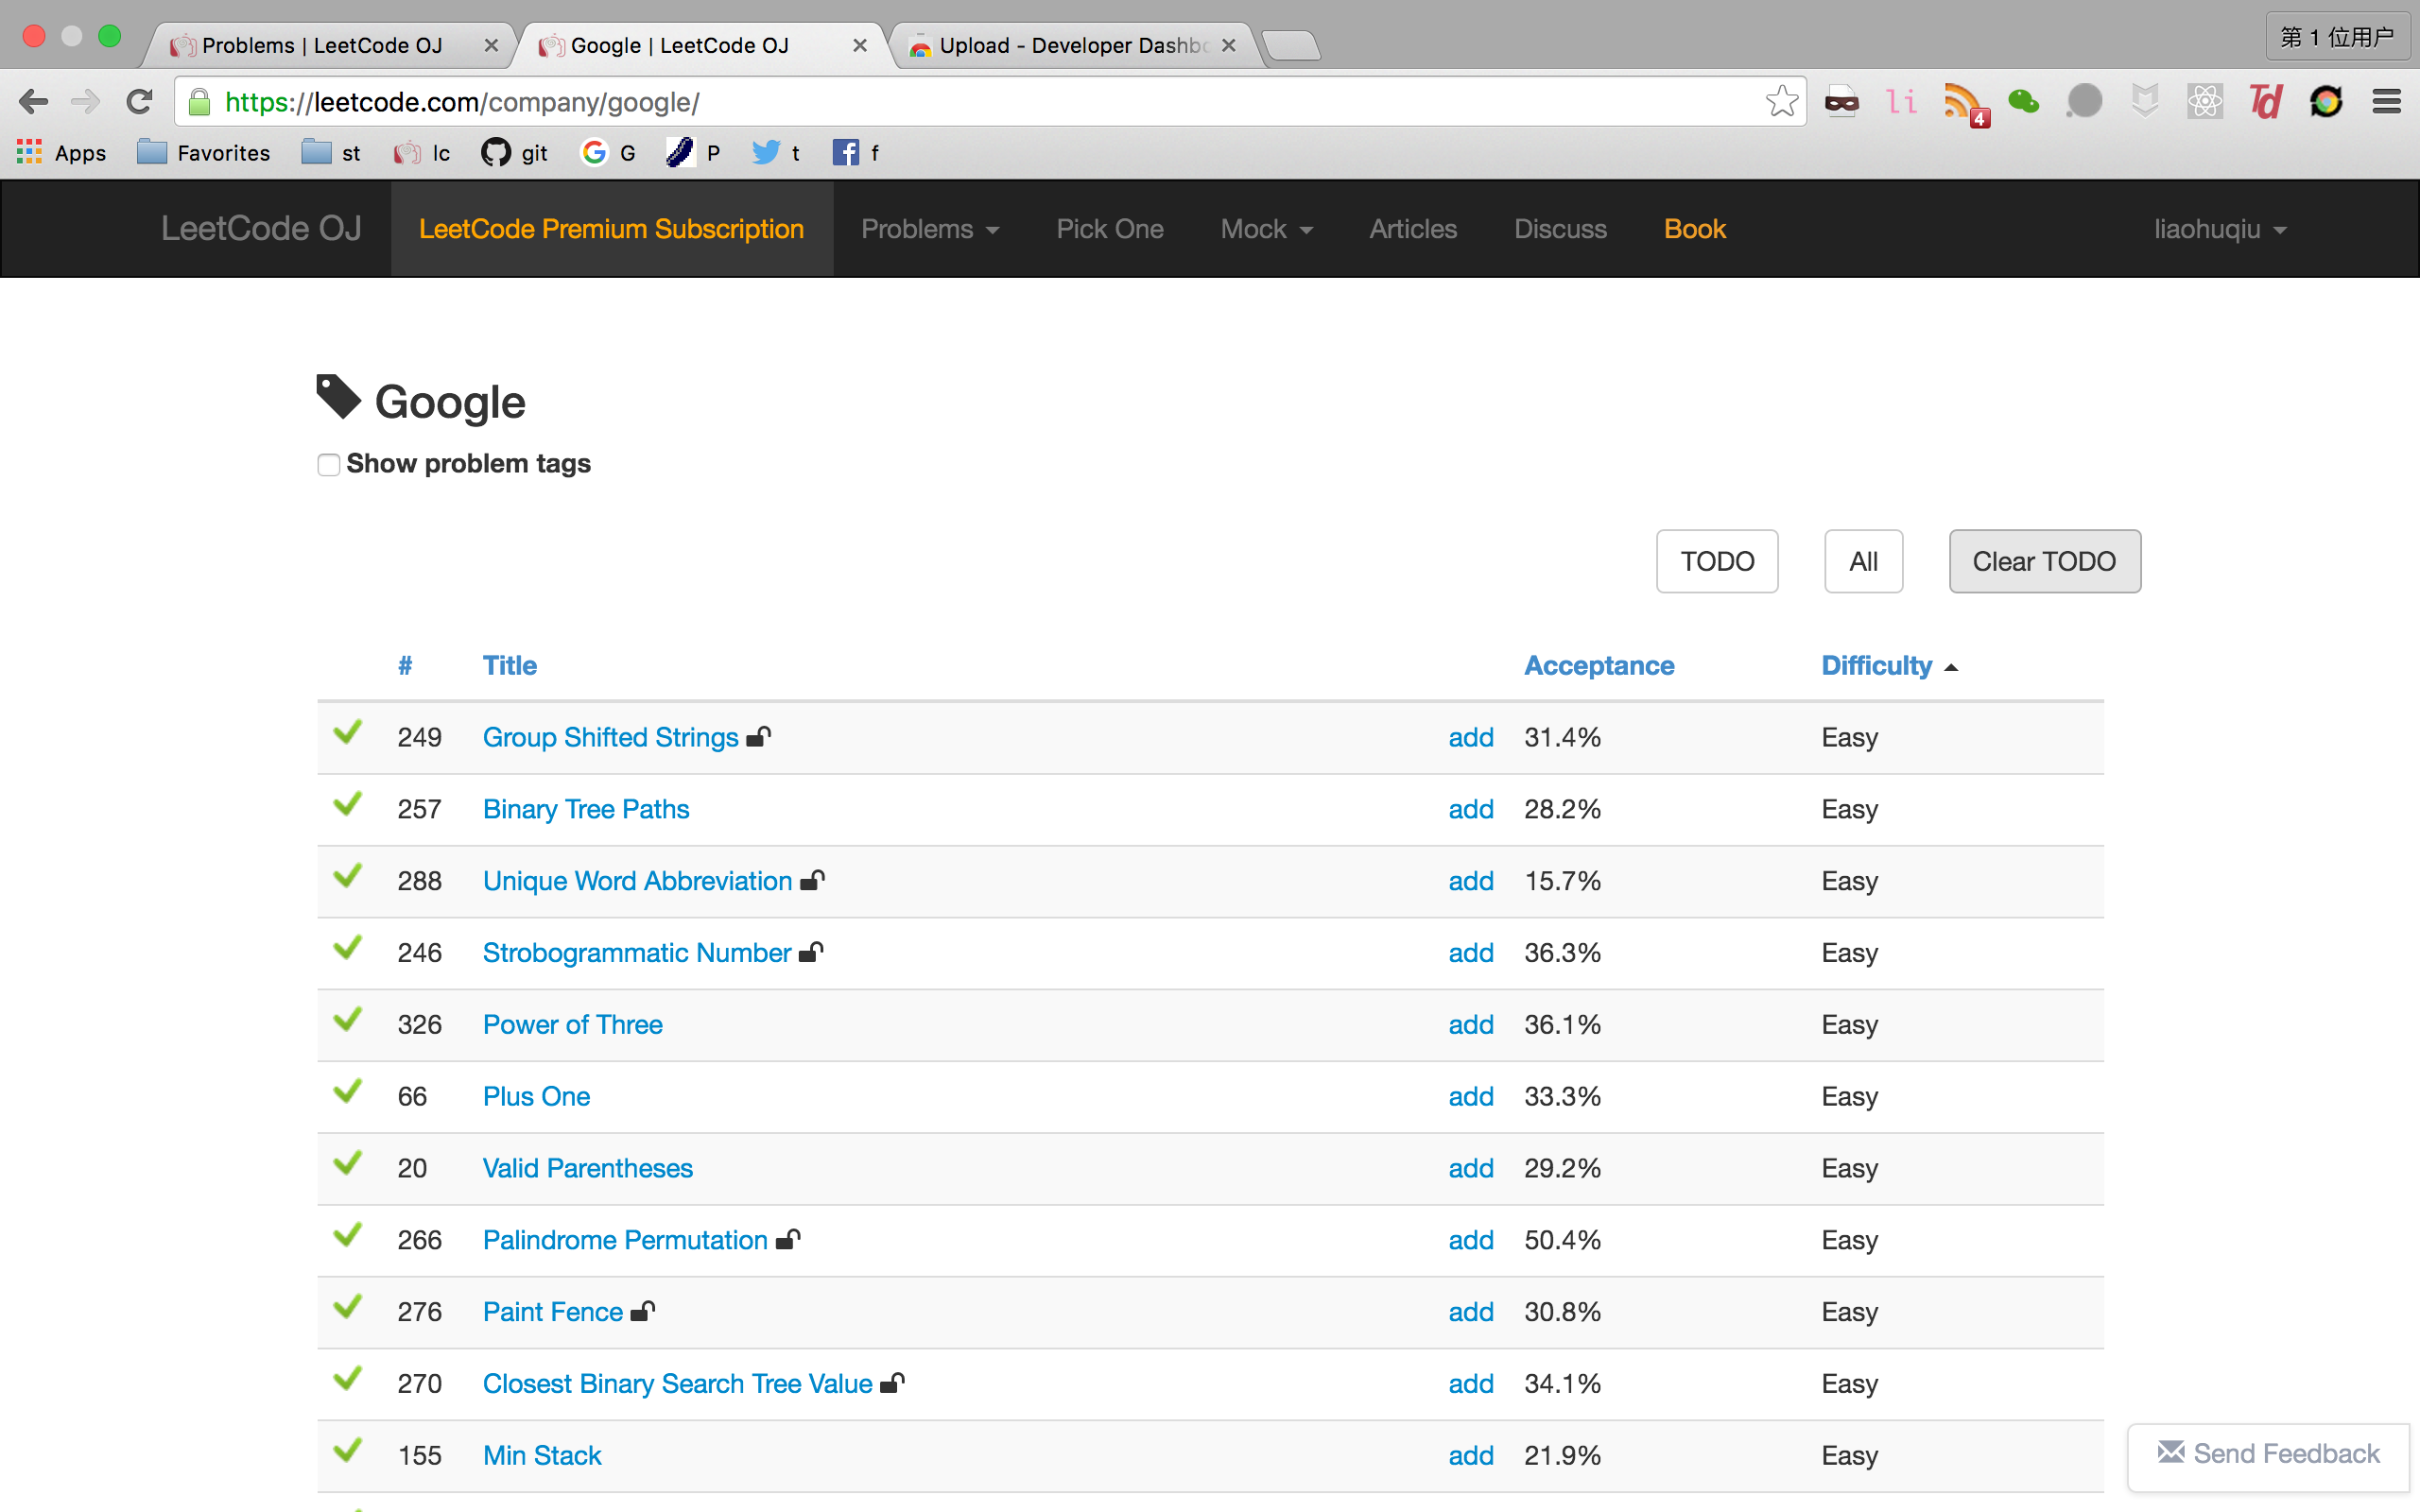 Problems | LeetCode OJ
Google | LeetCode OJ
Upload - Developer Dashbo
第 1 位用户
https://leetcode.com/company/google/
li
4
Td
Apps
Favorites
st
lc
git
G
P
t
f
LeetCode OJ
LeetCode Premium Subscription
Problems
Pick One
Mock
Articles
Discuss
Book
liaohuqiu
Google
Show problem tags
TODO
All
Clear TODO
# Title Acceptance Difficulty
249 Group Shifted Strings add 31.4% Easy
257 Binary Tree Paths add 28.2% Easy
288 Unique Word Abbreviation add 15.7% Easy
246 Strobogrammatic Number add 36.3% Easy
326 Power of Three add 36.1% Easy
66 Plus One add 33.3% Easy
20 Valid Parentheses add 29.2% Easy
266 Palindrome Permutation add 50.4% Easy
276 Paint Fence add 30.8% Easy
270 Closest Binary Search Tree Value add 34.1% Easy
155 Min Stack add 21.9% Easy
Send Feedback